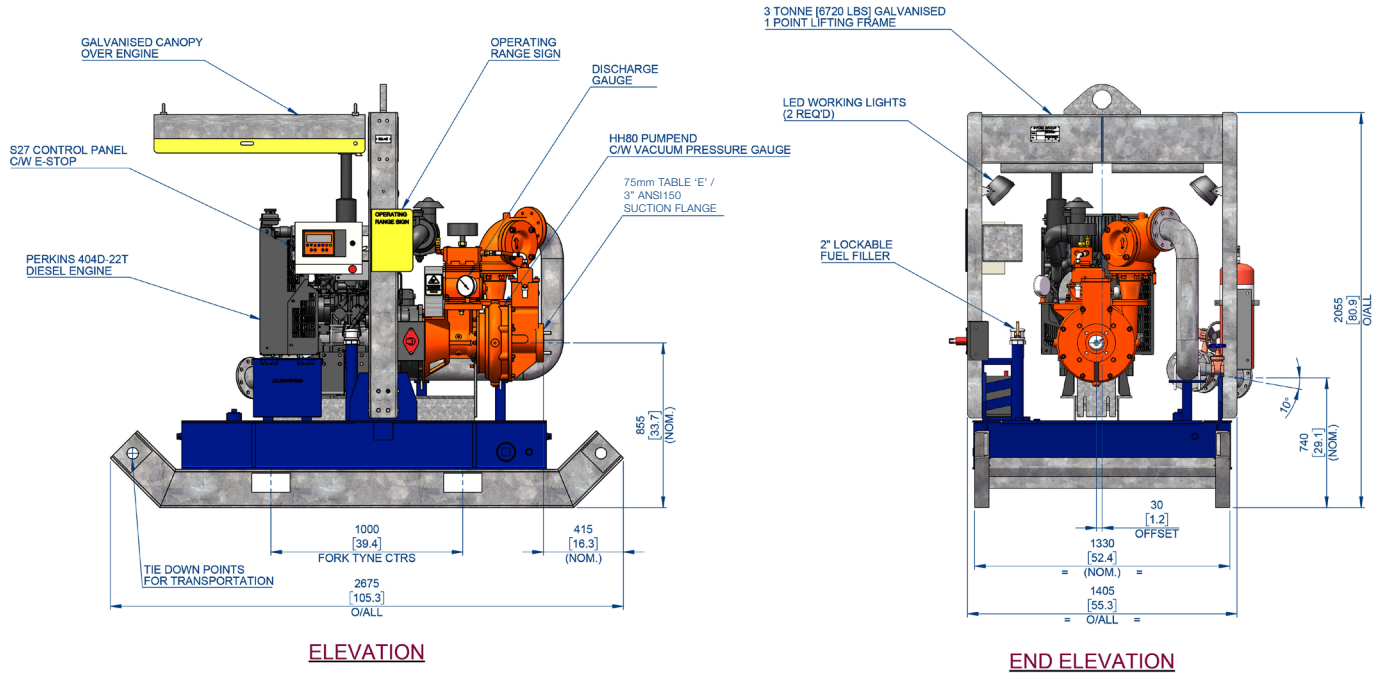 GALVANISED CANOPY
OVER ENGINE
OPERATING
RANGE SIGN
DISCHARGE
GAUGE
HH80 PUMPEND
C/W VACUUM PRESSURE GAUGE
75mm TABLE 'E' /
3" ANSI150
SUCTION FLANGE
S27 CONTROL PANEL
C/W E-STOP
PERKINS 404D-22T
DIESEL ENGINE
OPERATING
RANGE SIGN
855
[33.7]
(NOM.)
1000
[39.4]
FORK TYNE CTRS
415
[16.3]
(NOM.)
TIE DOWN POINTS
FOR TRANSPORTATION
2675
[105.3]
O/ALL
ELEVATION
3 TONNE [6720 LBS] GALVANISED
1 POINT LIFTING FRAME
LED WORKING LIGHTS
(2 REQ'D)
2" LOCKABLE
FUEL FILLER
2055
[80.9]
O/ALL
10°
740
[29.1]
(NOM.)
30
[1.2]
OFFSET
1330
[52.4]
= (NOM.) =
1405
[55.3]
= O/ALL =
END ELEVATION